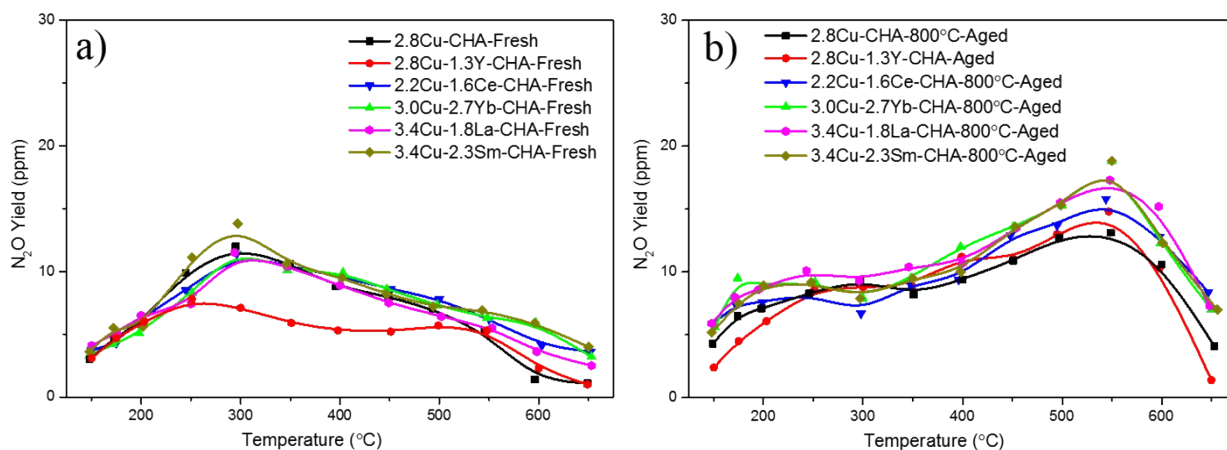 a)
30
20
10
0
N₂O Yield (ppm)
200 300 400 500 600
Temperature (°C)
2.8Cu-CHA-Fresh
2.8Cu-1.3Y-CHA-Fresh
2.2Cu-1.6Ce-CHA-Fresh
3.0Cu-2.7Yb-CHA-Fresh
3.4Cu-1.8La-CHA-Fresh
3.4Cu-2.3Sm-CHA-Fresh
b)
30
20
10
0
N₂O Yield (ppm)
200 300 400 500 600
Temperature (°C)
2.8Cu-CHA-800°C-Aged
2.8Cu-1.3Y-CHA-Aged
2.2Cu-1.6Ce-CHA-800°C-Aged
3.0Cu-2.7Yb-CHA-800°C-Aged
3.4Cu-1.8La-CHA-800°C-Aged
3.4Cu-2.3Sm-CHA-800°C-Aged